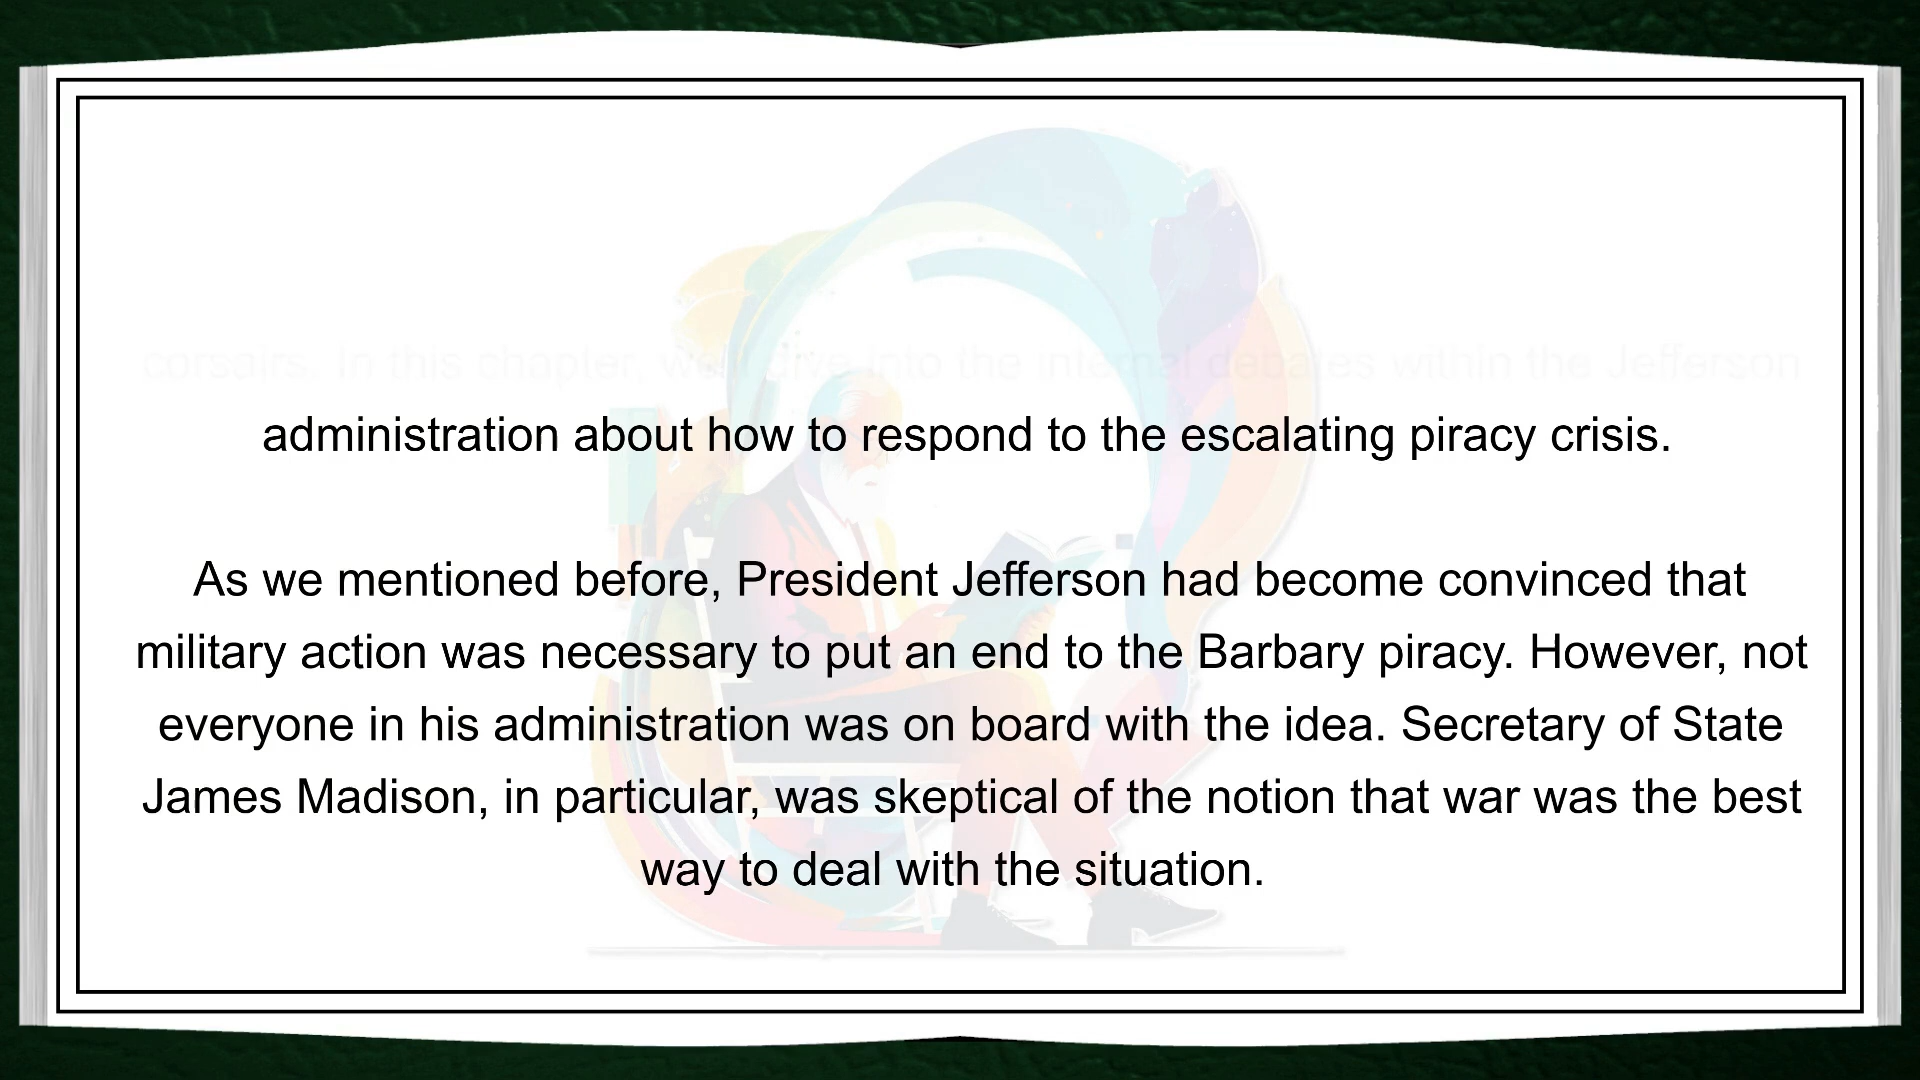 corsairs. In this chapter, we'll dive into the internal debates within the Jefferson
administration about how to respond to the escalating piracy crisis.
As we mentioned before, President Jefferson had become convinced that
military action was necessary to put an end to the Barbary piracy. However, not
everyone in his administration was on board with the idea. Secretary of State
James Madison, in particular, was skeptical of the notion that war was the best
way to deal with the situation.